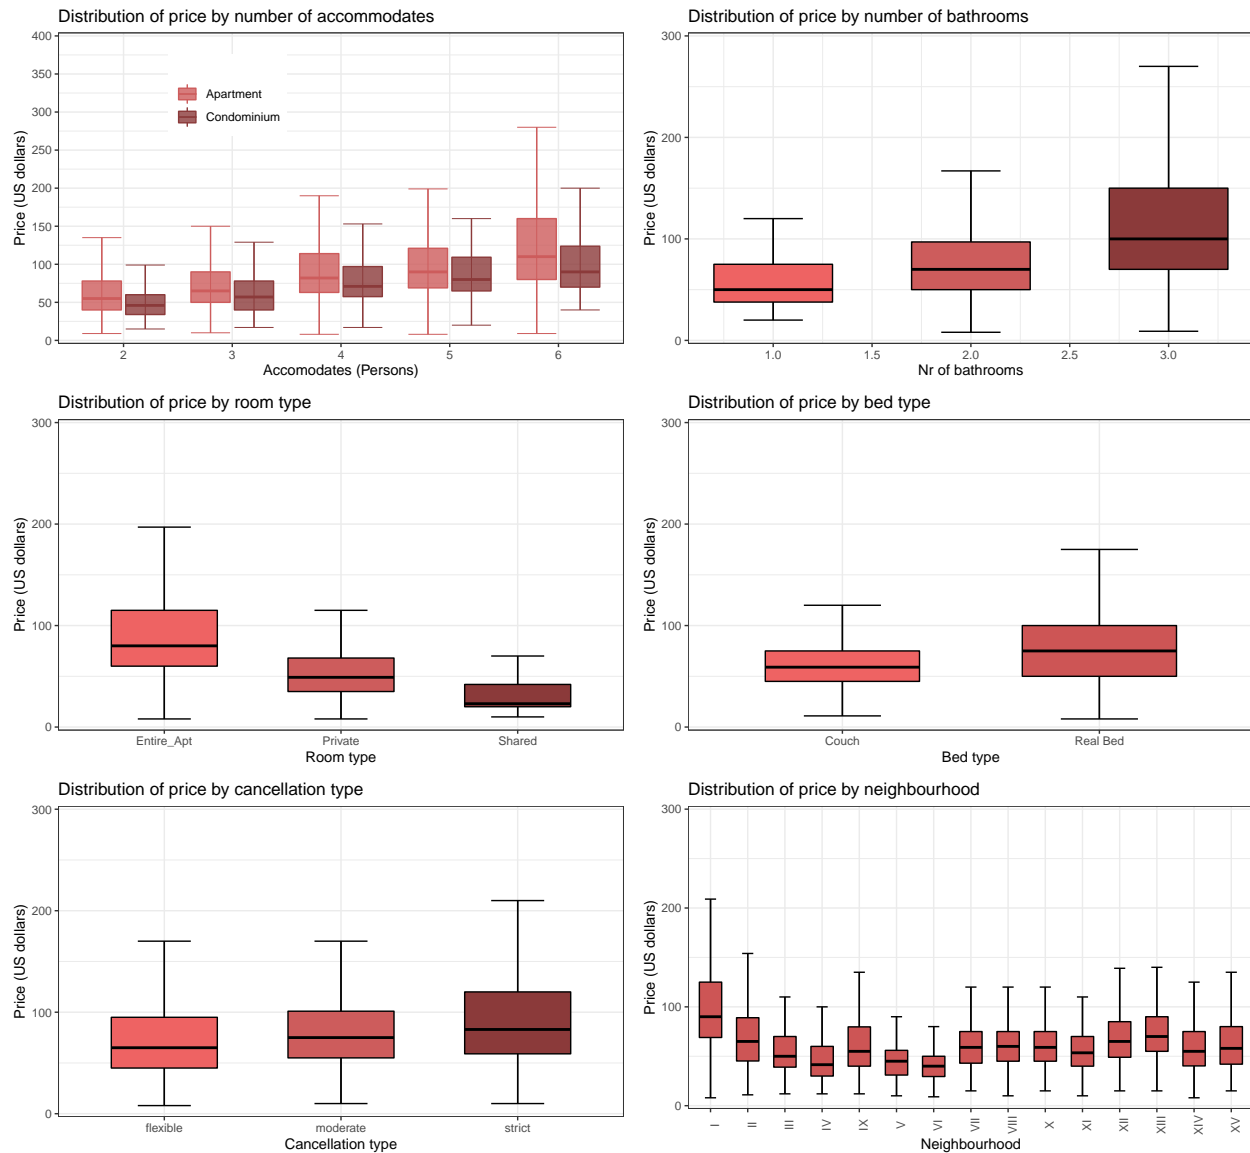 Distribution of price by number of accommodates
Price (US dollars)
400
350
300
250
200
150
100
50
0
Apartment
Condominium
2 3 4 5 6
Accomodates (Persons)
Distribution of price by number of bathrooms
Price (US dollars)
300
200
100
0
1.0 1.5 2.0 2.5 3.0
Nr of bathrooms
Distribution of price by room type
Price (US dollars)
300
200
100
0
Entire_Apt Private Shared
Room type
Distribution of price by bed type
Price (US dollars)
300
200
100
0
Couch Real Bed
Bed type
Distribution of price by cancellation type
Price (US dollars)
300
200
100
0
flexible moderate strict
Cancellation type
Distribution of price by neighbourhood
Price (US dollars)
300
200
100
0
I II III IV IX V VI VII VIII X XI XII XIII XIV XV
Neighbourhood